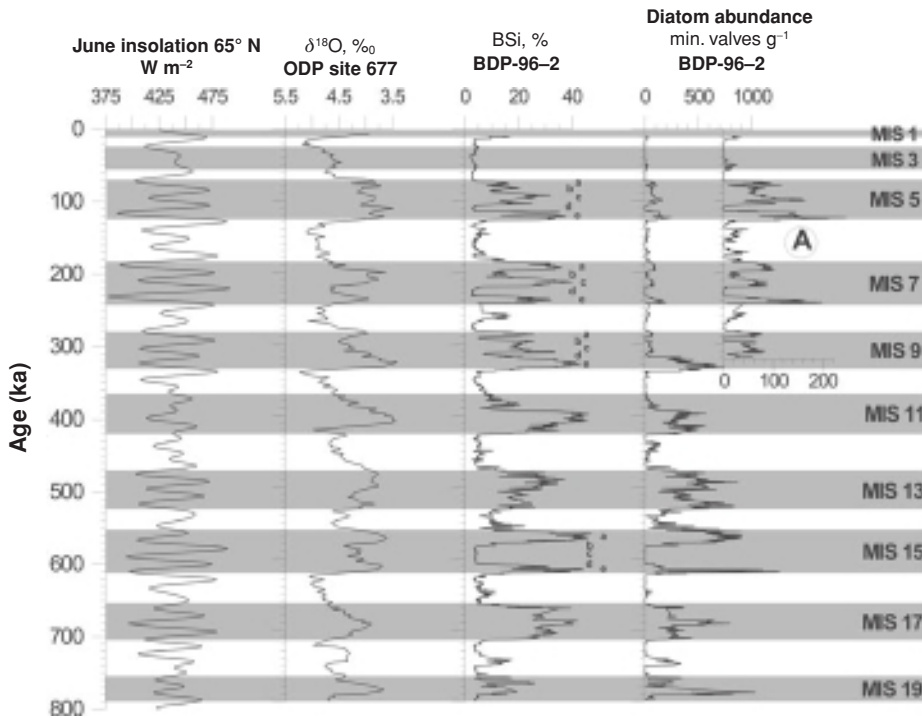 June insolation 65° N
W m⁻²
375 425 475
δ¹⁸O, ‰
ODP site 677
5.5 4.5 3.5
BSi, %
BDP-96–2
0 20 40
Diatom abundance
min. valves g⁻¹
BDP-96–2
0 500 1000
Age (ka)
0
100
200
300
400
500
600
700
800
MIS 1
MIS 3
MIS 5
A
MIS 7
MIS 9
0 100 200
MIS 11
MIS 13
MIS 15
MIS 17
MIS 19